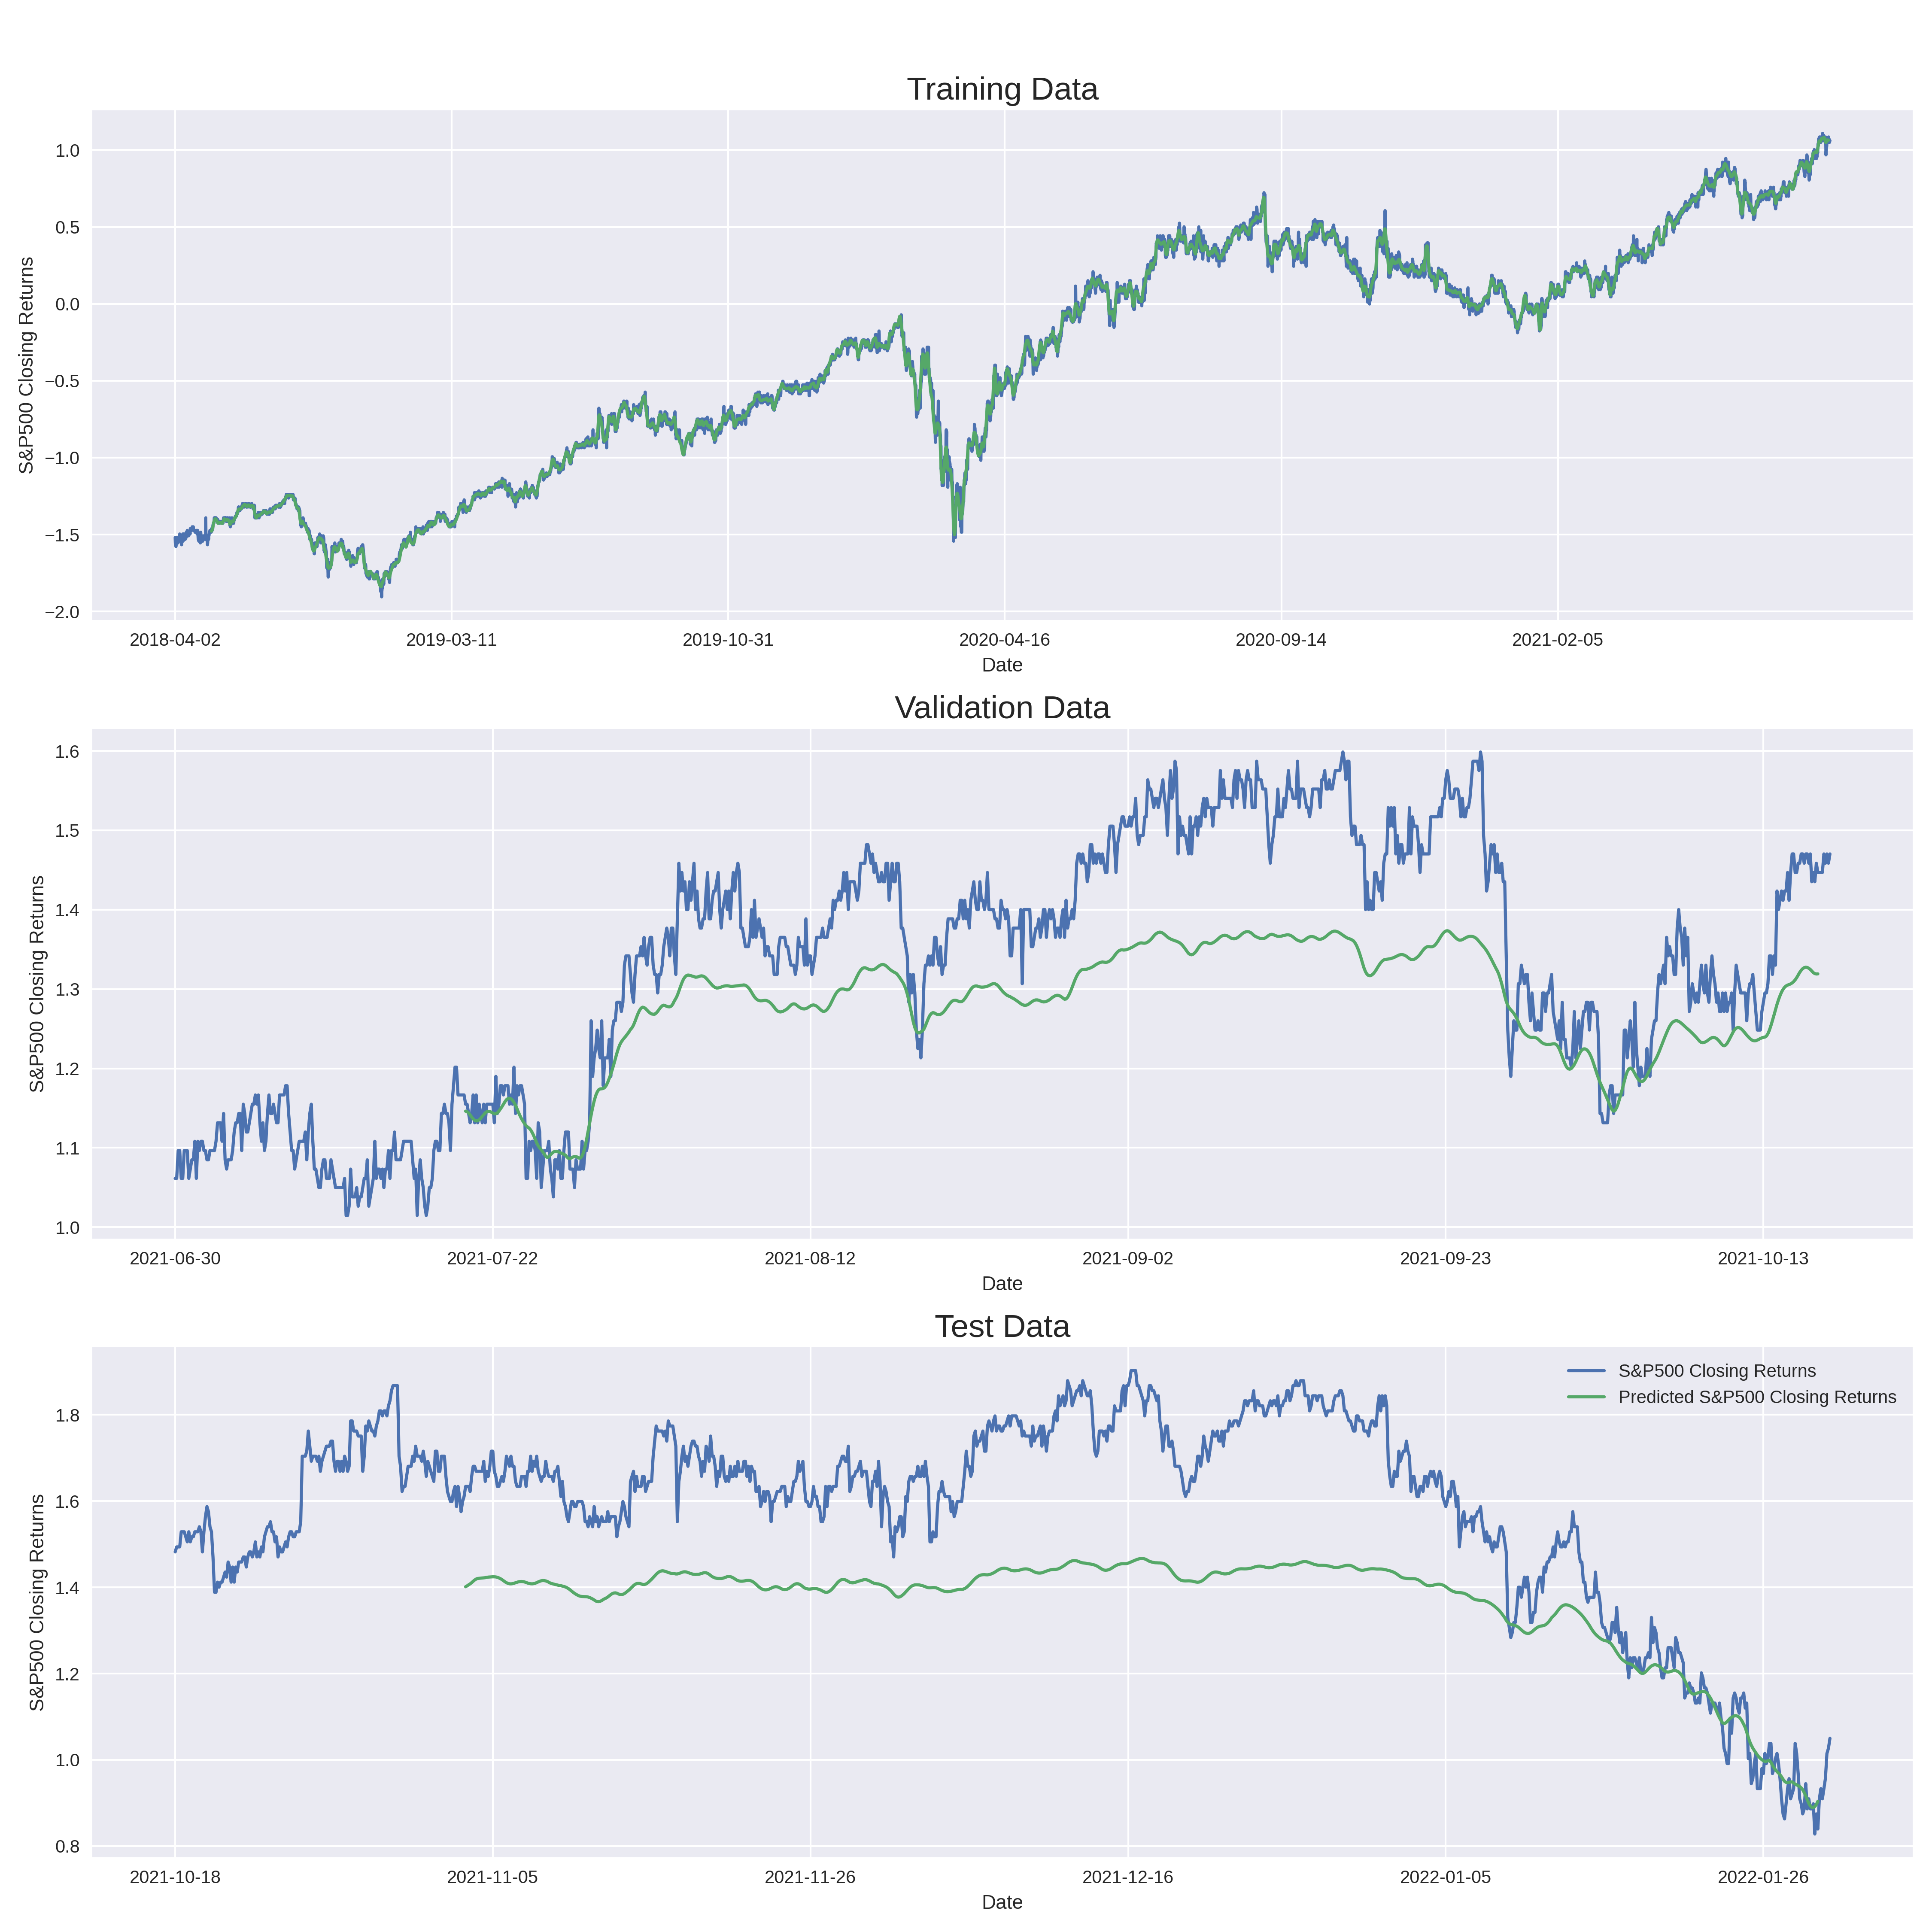 Training Data
S&P500 Closing Returns
1.0
0.5
0.0
−0.5
−1.0
−1.5
−2.0
2018-04-02 2019-03-11 2019-10-31 2020-04-16 2020-09-14 2021-02-05
Date
Validation Data
S&P500 Closing Returns
1.6
1.5
1.4
1.3
1.2
1.1
1.0
2021-06-30 2021-07-22 2021-08-12 2021-09-02 2021-09-23 2021-10-13
Date
Test Data
S&P500 Closing Returns
Predicted S&P500 Closing Returns
S&P500 Closing Returns
1.8
1.6
1.4
1.2
1.0
0.8
2021-10-18 2021-11-05 2021-11-26 2021-12-16 2022-01-05 2022-01-26
Date